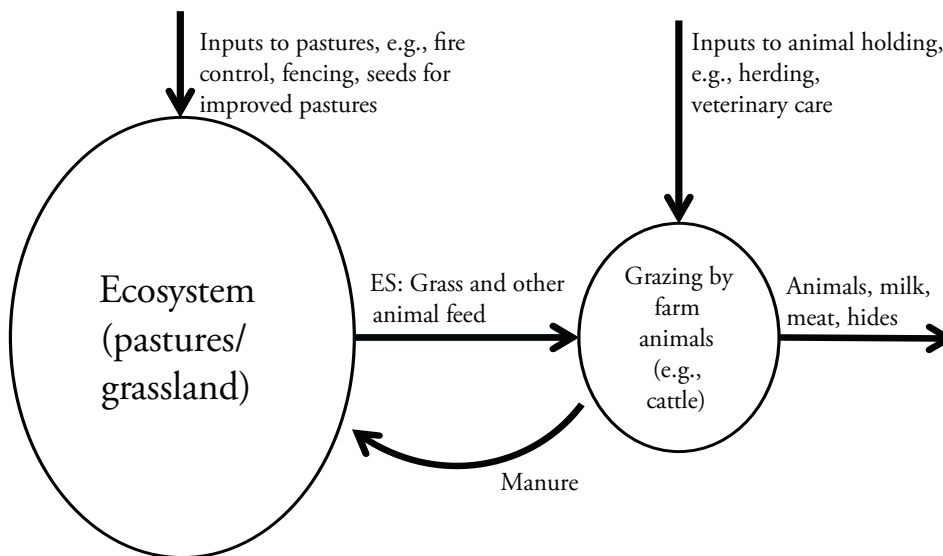 Inputs to pastures, e.g., fire
control, fencing, seeds for
improved pastures
Inputs to animal holding,
e.g., herding,
veterinary care
Ecosystem
(pastures/
grassland)
ES: Grass and other
animal feed
Grazing by
farm
animals
(e.g.,
cattle)
Animals, milk,
meat, hides
Manure